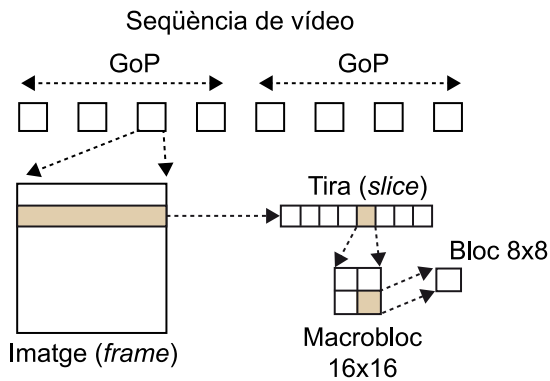 Seqüència de vídeo
GoP
GoP
Tira (slice)
Bloc 8x8
Imatge (frame)
Macrobloc
16x16